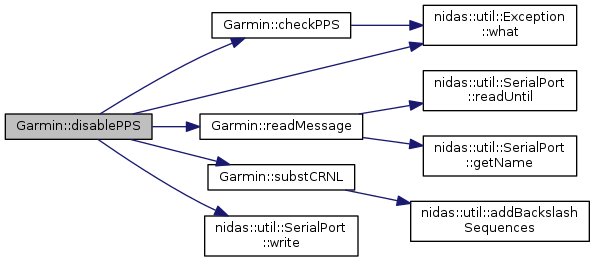 Garmin::disablePPS
Garmin::checkPPS
nidas::util::Exception
::what
Garmin::readMessage
nidas::util::SerialPort
::readUntil
nidas::util::SerialPort
::getName
Garmin::substCRNL
nidas::util::addBackslash
Sequences
nidas::util::SerialPort
::write